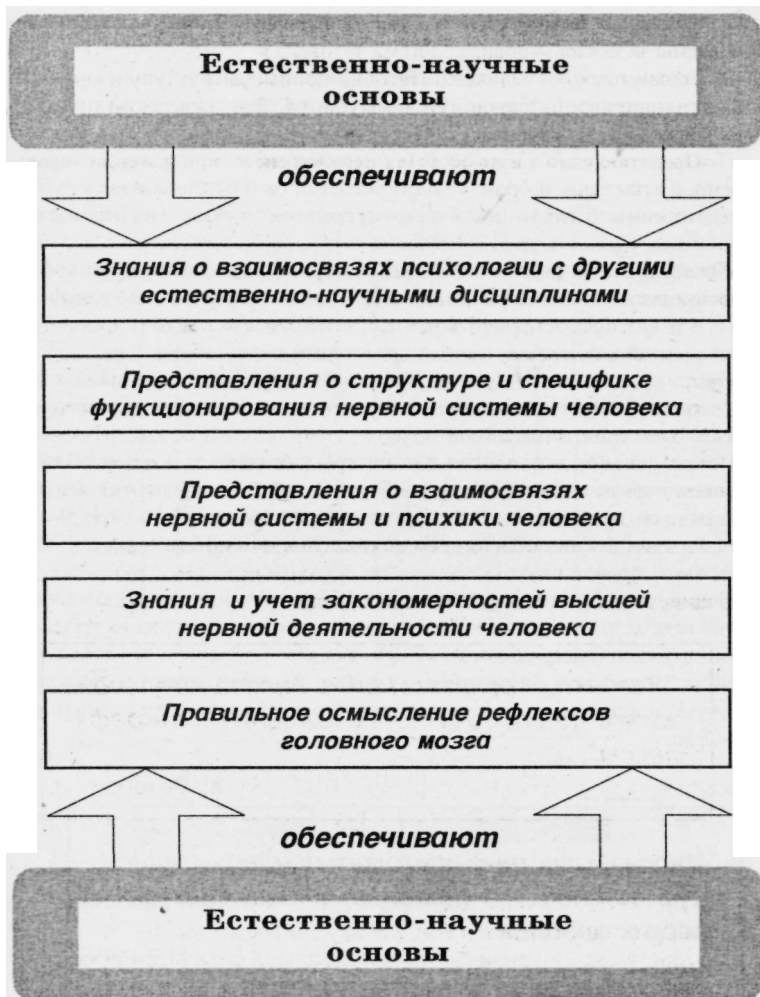 Естественно-научные
основы
обеспечивают
Знания о взаимосвязях психологии с другими
естественно-научными дисциплинами
Представления о структуре и специфике
функционирования нервной системы человека
Представления о взаимосвязях
нервной системы и психики человека
Знания и учет закономерностей высшей
нервной деятельности человека
Правильное осмысление рефлексов
головного мозга
обеспечивают
Естественно-научные
основы